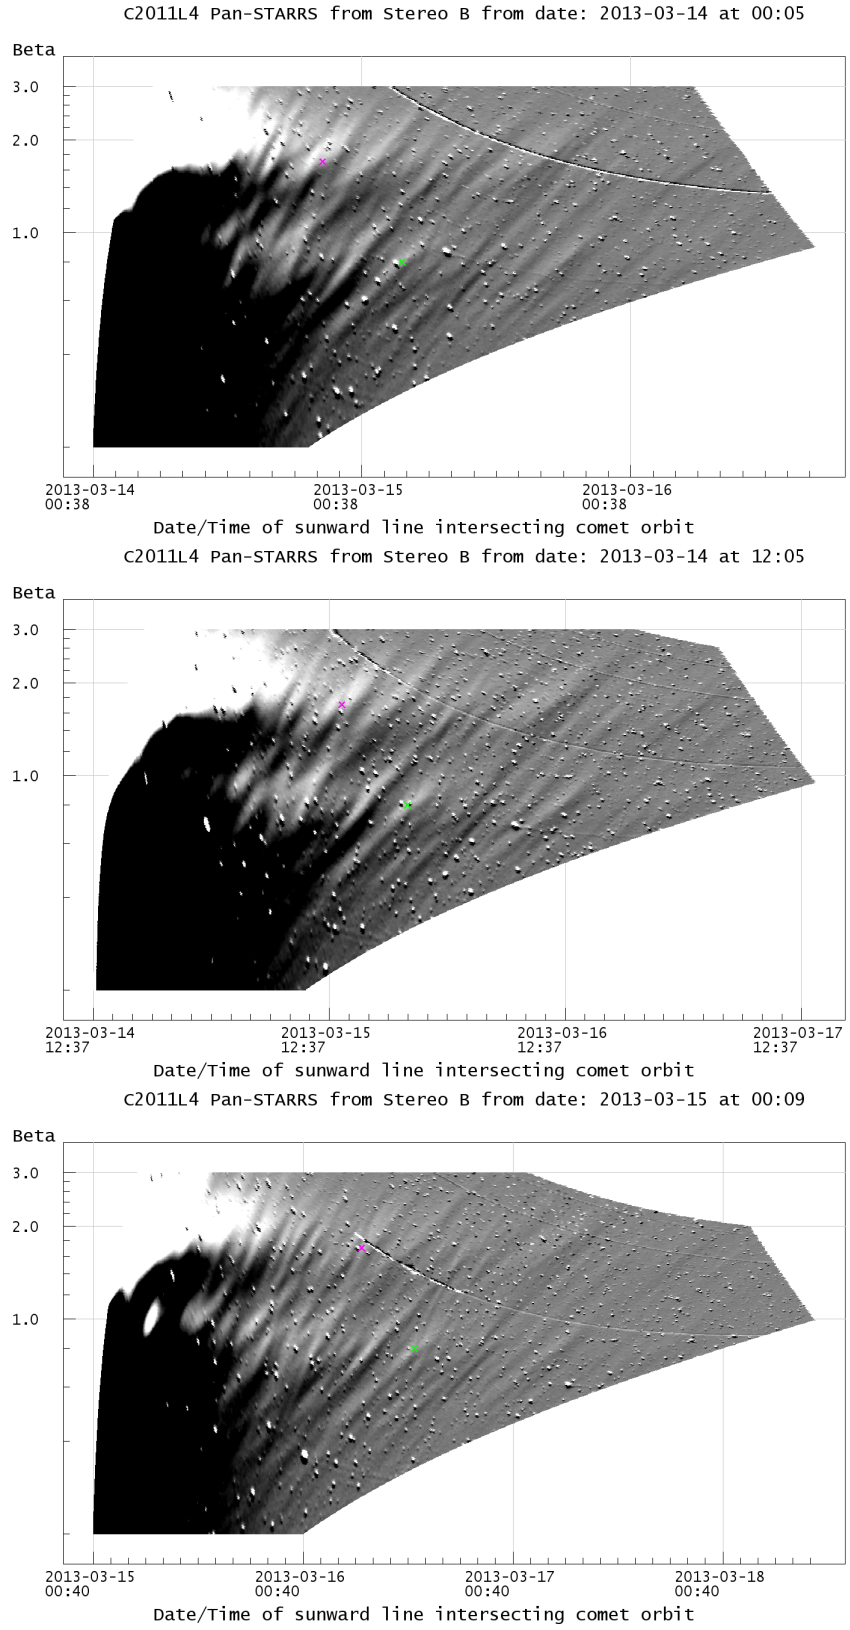 C2011L4 Pan-STARRS from Stereo B from date: 2013-03-14 at 00:05
Beta
3.0
2.0
1.0
2013-03-14 2013-03-15 2013-03-16
00:38 00:38 00:38
Date/Time of sunward line intersecting comet orbit
C2011L4 Pan-STARRS from Stereo B from date: 2013-03-14 at 12:05
Beta
3.0
2.0
1.0
2013-03-14 2013-03-15 2013-03-16 2013-03-17
12:37 12:37 12:37 12:37
Date/Time of sunward line intersecting comet orbit
C2011L4 Pan-STARRS from Stereo B from date: 2013-03-15 at 00:09
Beta
3.0
2.0
1.0
2013-03-15 2013-03-16 2013-03-17 2013-03-18
00:40 00:40 00:40 00:40
Date/Time of sunward line intersecting comet orbit